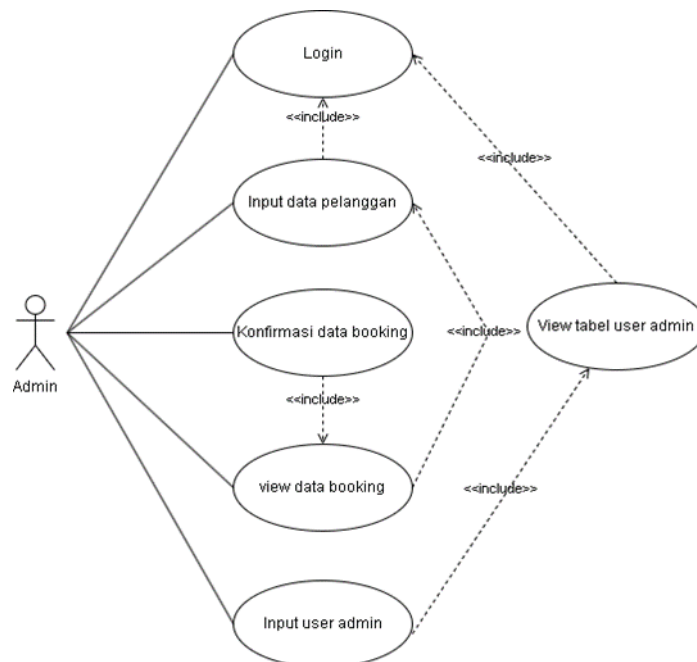 Login
<<include>>
<<include>>
Input data pelanggan
Konfirmasi data booking
<<include>>
View tabel user admin
Admin
<<include>>
view data booking
<<include>>
Input user admin